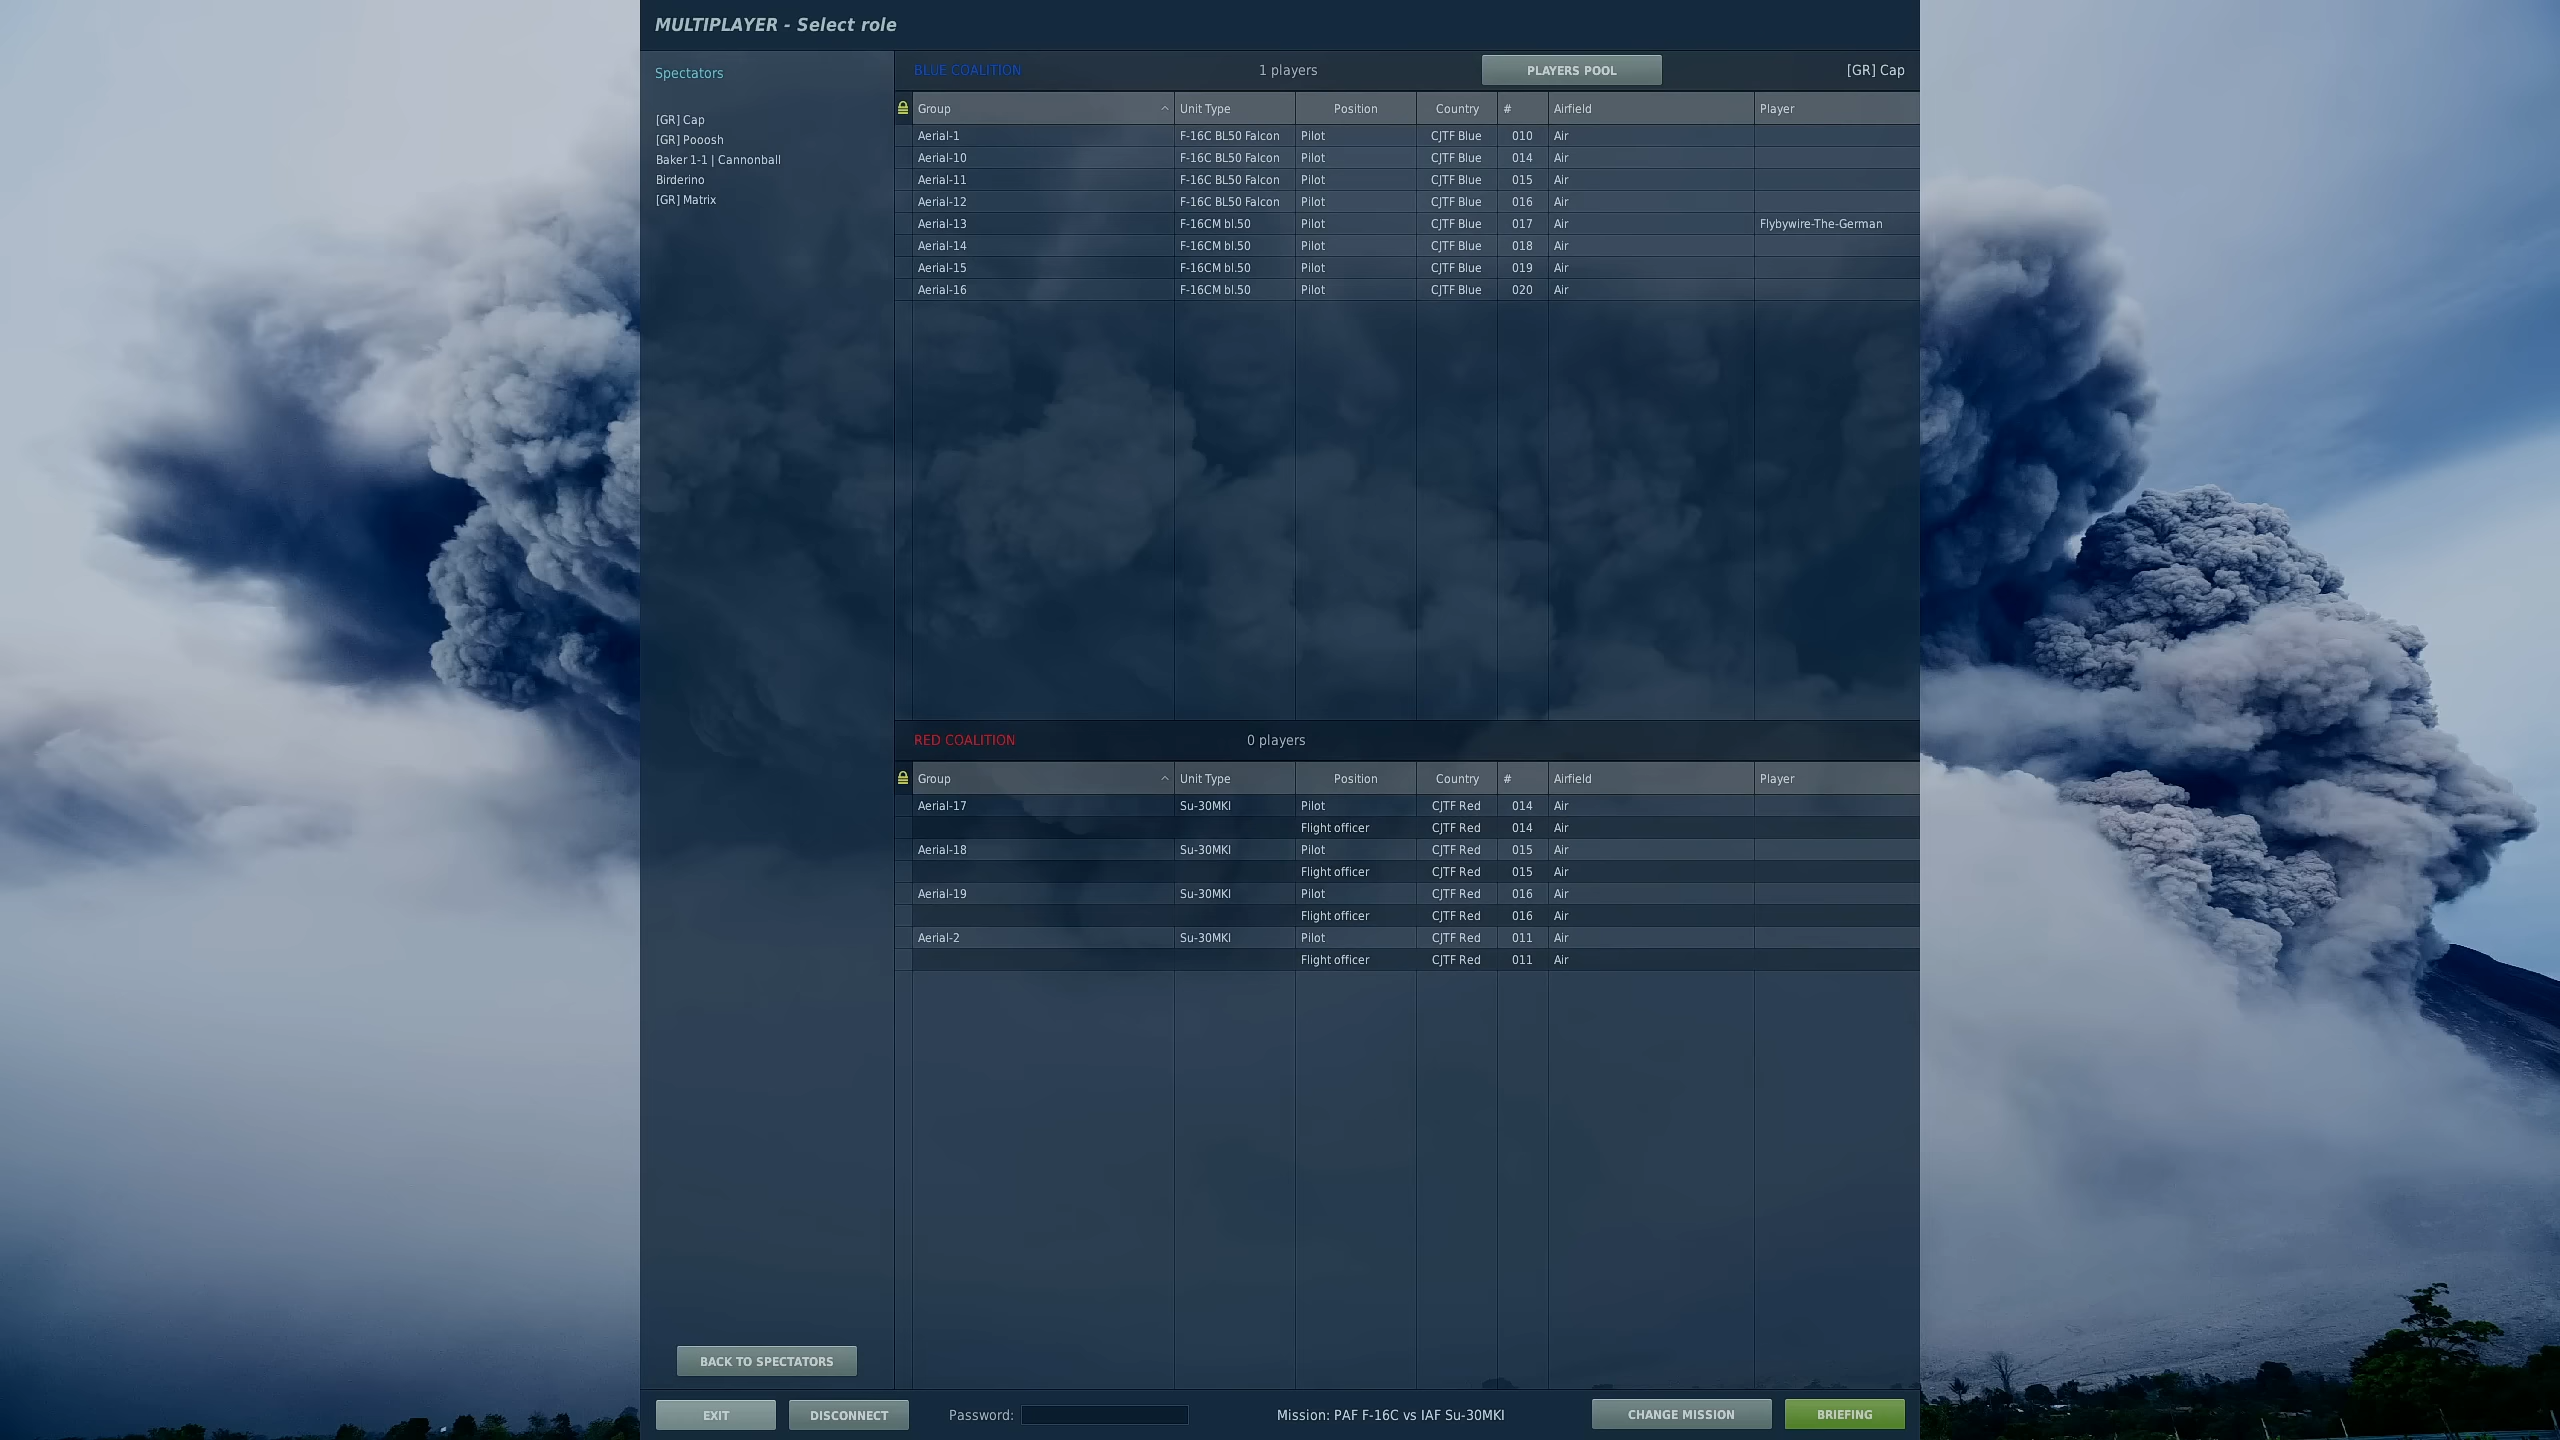 MULTIPLAYER - Select role
Spectators
[GR] Cap
[GR] Pooosh
Baker 1-1 | Cannonball
Birderino
[GR] Matrix
BLUE COALITION 1 players PLAYERS POOL [GR] Cap
Group Unit Type Position Country # Airfield Player
Aerial-1 F-16C BL50 Falcon Pilot CJTF Blue 010 Air
Aerial-10 F-16C BL50 Falcon Pilot CJTF Blue 014 Air
Aerial-11 F-16C BL50 Falcon Pilot CJTF Blue 015 Air
Aerial-12 F-16C BL50 Falcon Pilot CJTF Blue 016 Air
Aerial-13 F-16CM bl.50 Pilot CJTF Blue 017 Air Flybywire-The-German
Aerial-14 F-16CM bl.50 Pilot CJTF Blue 018 Air
Aerial-15 F-16CM bl.50 Pilot CJTF Blue 019 Air
Aerial-16 F-16CM bl.50 Pilot CJTF Blue 020 Air
RED COALITION 0 players
Group Unit Type Position Country # Airfield Player
Aerial-17 Su-30MKI Pilot CJTF Red 014 Air
Flight officer CJTF Red 014 Air
Aerial-18 Su-30MKI Pilot CJTF Red 015 Air
Flight officer CJTF Red 015 Air
Aerial-19 Su-30MKI Pilot CJTF Red 016 Air
Flight officer CJTF Red 016 Air
Aerial-2 Su-30MKI Pilot CJTF Red 011 Air
Flight officer CJTF Red 011 Air
BACK TO SPECTATORS
EXIT DISCONNECT Password: Mission: PAF F-16C vs IAF Su-30MKI CHANGE MISSION BRIEFING